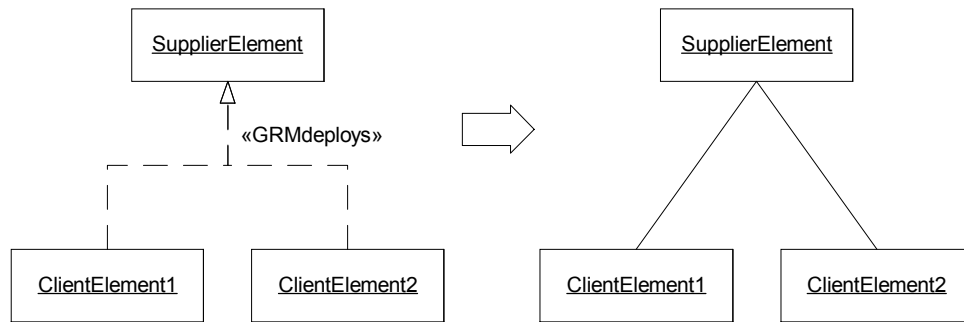 SupplierElement
SupplierElement
«GRMdeploys»
ClientElement1
ClientElement2
ClientElement1
ClientElement2